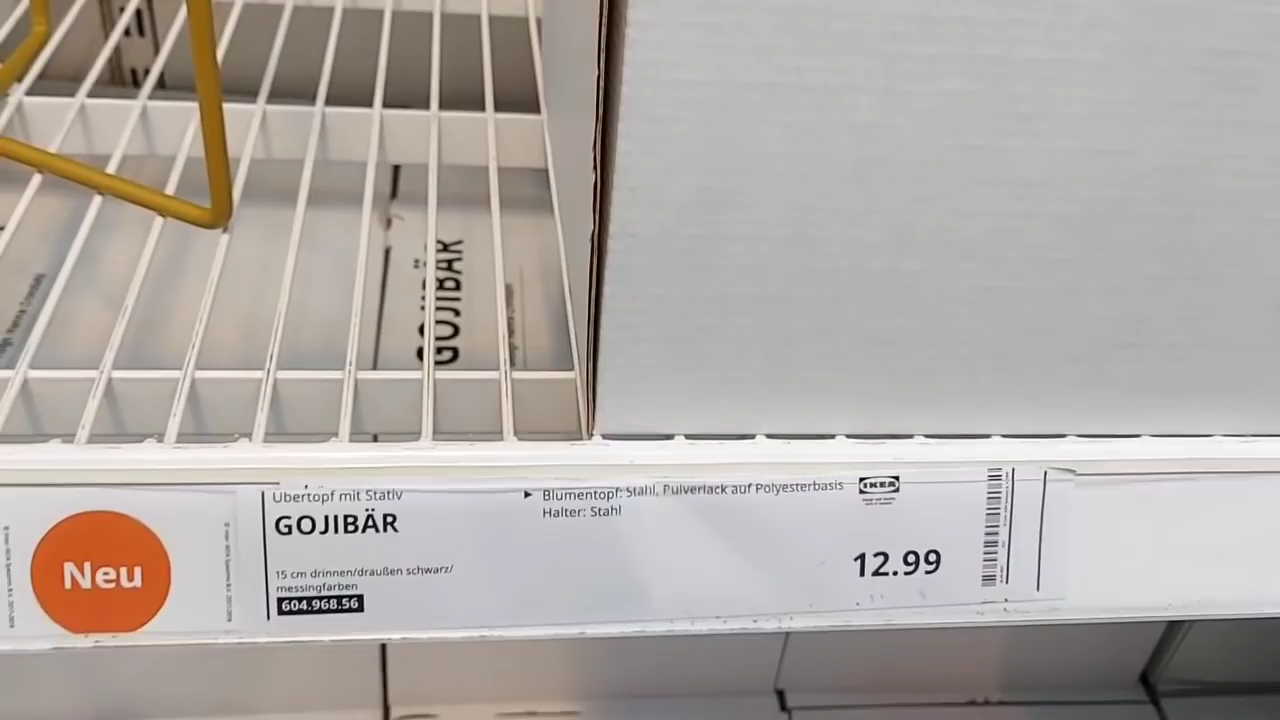 GOJIBÄR
Neu
Übertopf mit Stativ
GOJIBÄR
15 cm drinnen/draußen schwarz/
messingfarben
604.968.56
► Blumentopf: Stahl, Pulverlack auf Polyesterbasis
Halter: Stahl
IKEA
12.99